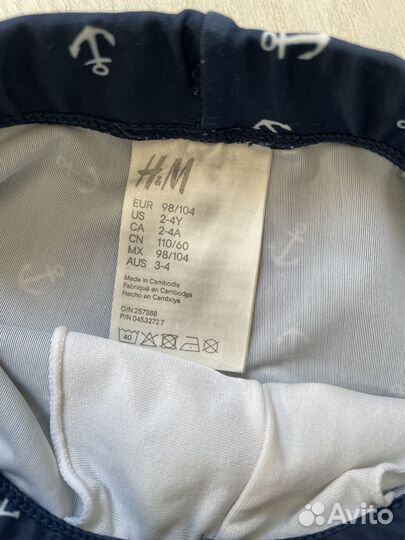 H&M
EUR 98/104
US 2-4Y
CA 2-4A
CN 110/60
MX 98/104
AUS 3-4
Made in Cambodia
Fabriqué en Cambodge
Hecho en Camboya
O/N 257388
P/N 04532727
40
Avito